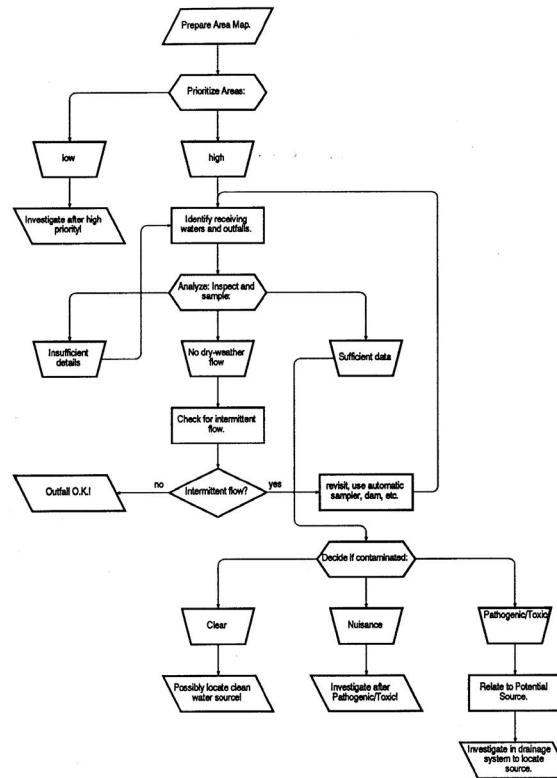 Prepare Area Map.
Prioritize Areas:
low
high
Investigate after high
priority!
Identify receiving
waters and outfalls.
Analyze: Inspect and
sample:
Insufficient
details
No dry-weather
flow
Sufficient data
Check for intermittent
flow.
Outfall O.K.!
no
Intermittent flow?
yes
revisit, use automatic
sampler, dam, etc.
Decide if contaminated:
Clear
Nuisance
Pathogenic/Toxic
Possibly locate clean
water source!
Investigate after
Pathogenic/Toxic!
Relate to Potential
Source.
Investigate in drainage
system to locate
source.